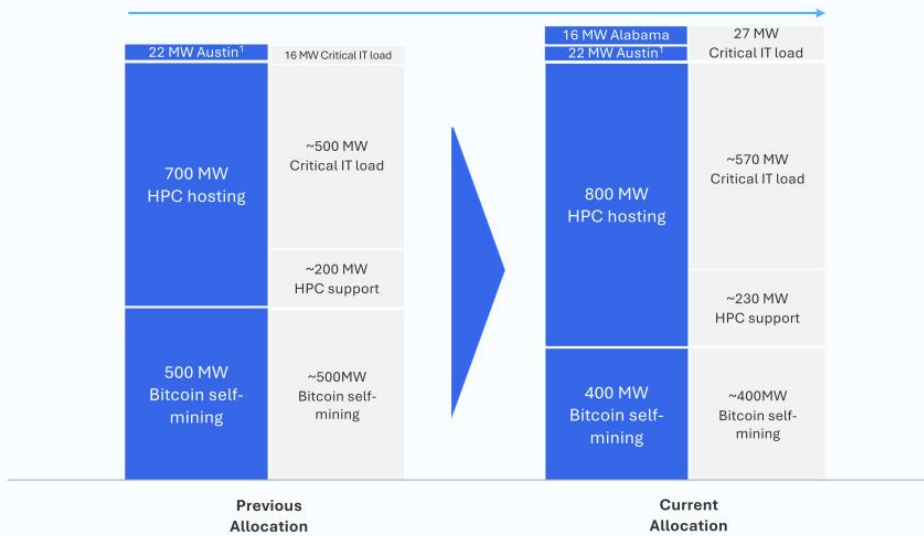 22 MW Austin¹
16 MW Critical IT load
700 MW
HPC hosting
~500 MW
Critical IT load
~200 MW
HPC support
500 MW
Bitcoin self-
mining
~500MW
Bitcoin self-
mining
Previous
Allocation
16 MW Alabama
22 MW Austin¹
27 MW
Critical IT load
800 MW
HPC hosting
~570 MW
Critical IT load
~230 MW
HPC support
400 MW
Bitcoin self-
mining
~400MW
Bitcoin self-
mining
Current
Allocation